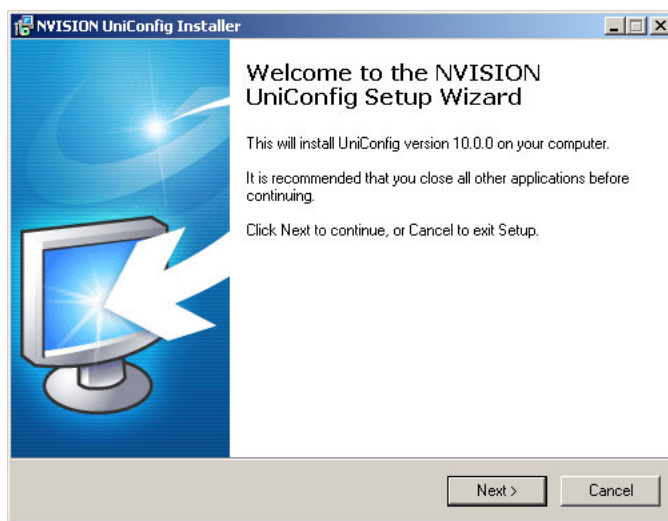 NVISION UniConfig Installer
Welcome to the NVISION
UniConfig Setup Wizard
This will install UniConfig version 10.0.0 on your computer.
It is recommended that you close all other applications before
continuing.
Click Next to continue, or Cancel to exit Setup.
Next >
Cancel